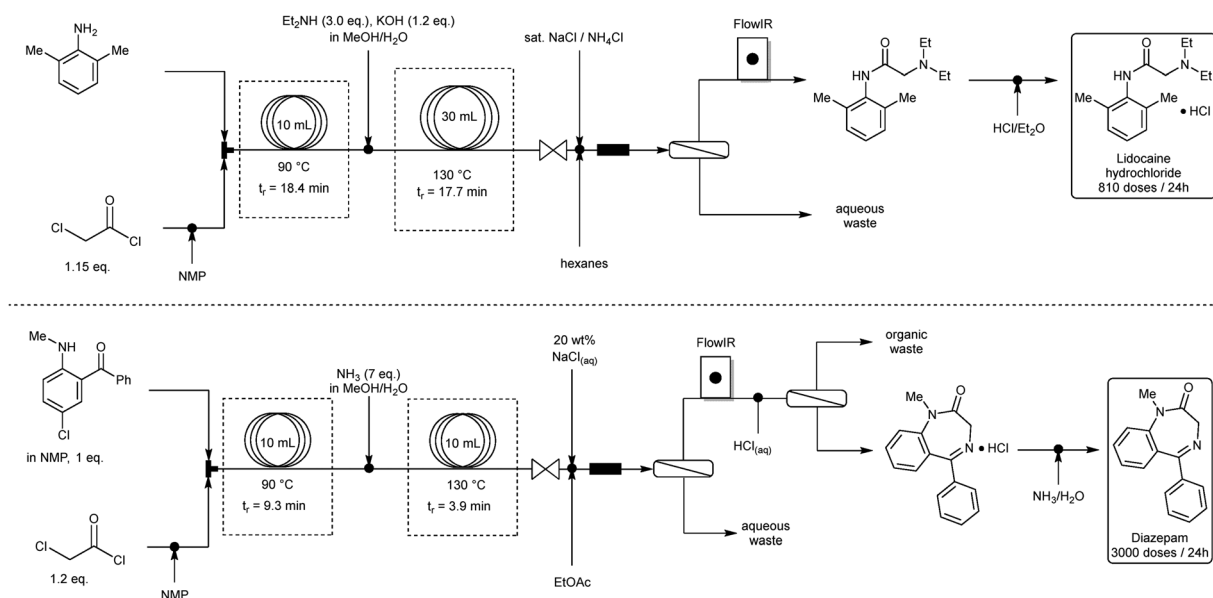 NH₂
Me
Me
Cl
O
Cl
1.15 eq.
NMP
10 mL
90 °C
tᵣ = 18.4 min
Et₂NH (3.0 eq.), KOH (1.2 eq.)
in MeOH/H₂O
30 mL
130 °C
tᵣ = 17.7 min
sat. NaCl / NH₄Cl
hexanes
FlowIR
aqueous
waste
O
Et
N
Et
NH
Me
Me
HCl/Et₂O
O
Et
N
Et
NH
Me
Me
• HCl
Lidocaine
hydrochloride
810 doses / 24h
Me
N
H
O
Ph
Cl
in NMP, 1 eq.
O
Cl
Cl
1.2 eq.
NMP
10 mL
90 °C
tᵣ = 9.3 min
NH₃ (7 eq.)
in MeOH/H₂O
10 mL
130 °C
tᵣ = 3.9 min
20 wt%
NaCl(aq)
EtOAc
FlowIR
aqueous
waste
HCl(aq)
organic
waste
Me
O
N
N
• HCl
NH₃/H₂O
Me
O
N
N
Diazepam
3000 doses / 24h